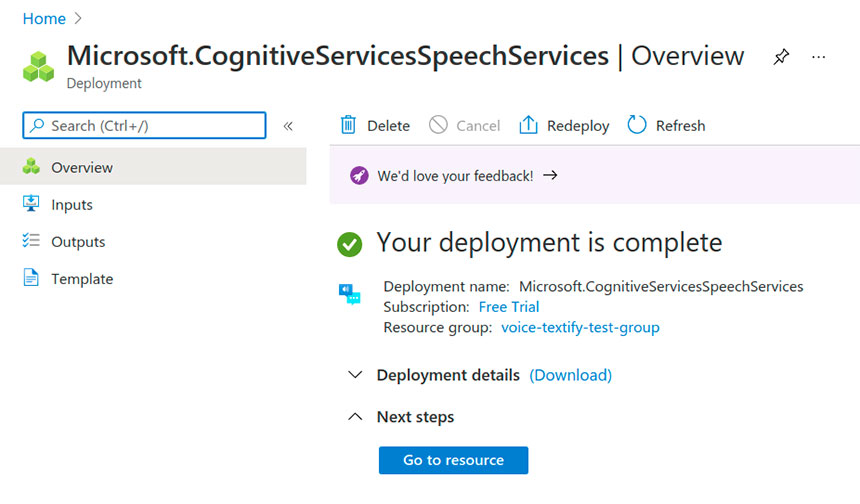 Home
Microsoft.CognitiveServicesSpeechServices | Overview
Deployment
Search (Ctrl+/)
Delete Cancel Redeploy Refresh
Overview
Inputs
Outputs
Template
We'd love your feedback!
Your deployment is complete
Deployment name: Microsoft.CognitiveServicesSpeechServices
Subscription: Free Trial
Resource group: voice-textify-test-group
Deployment details (Download)
Next steps
Go to resource